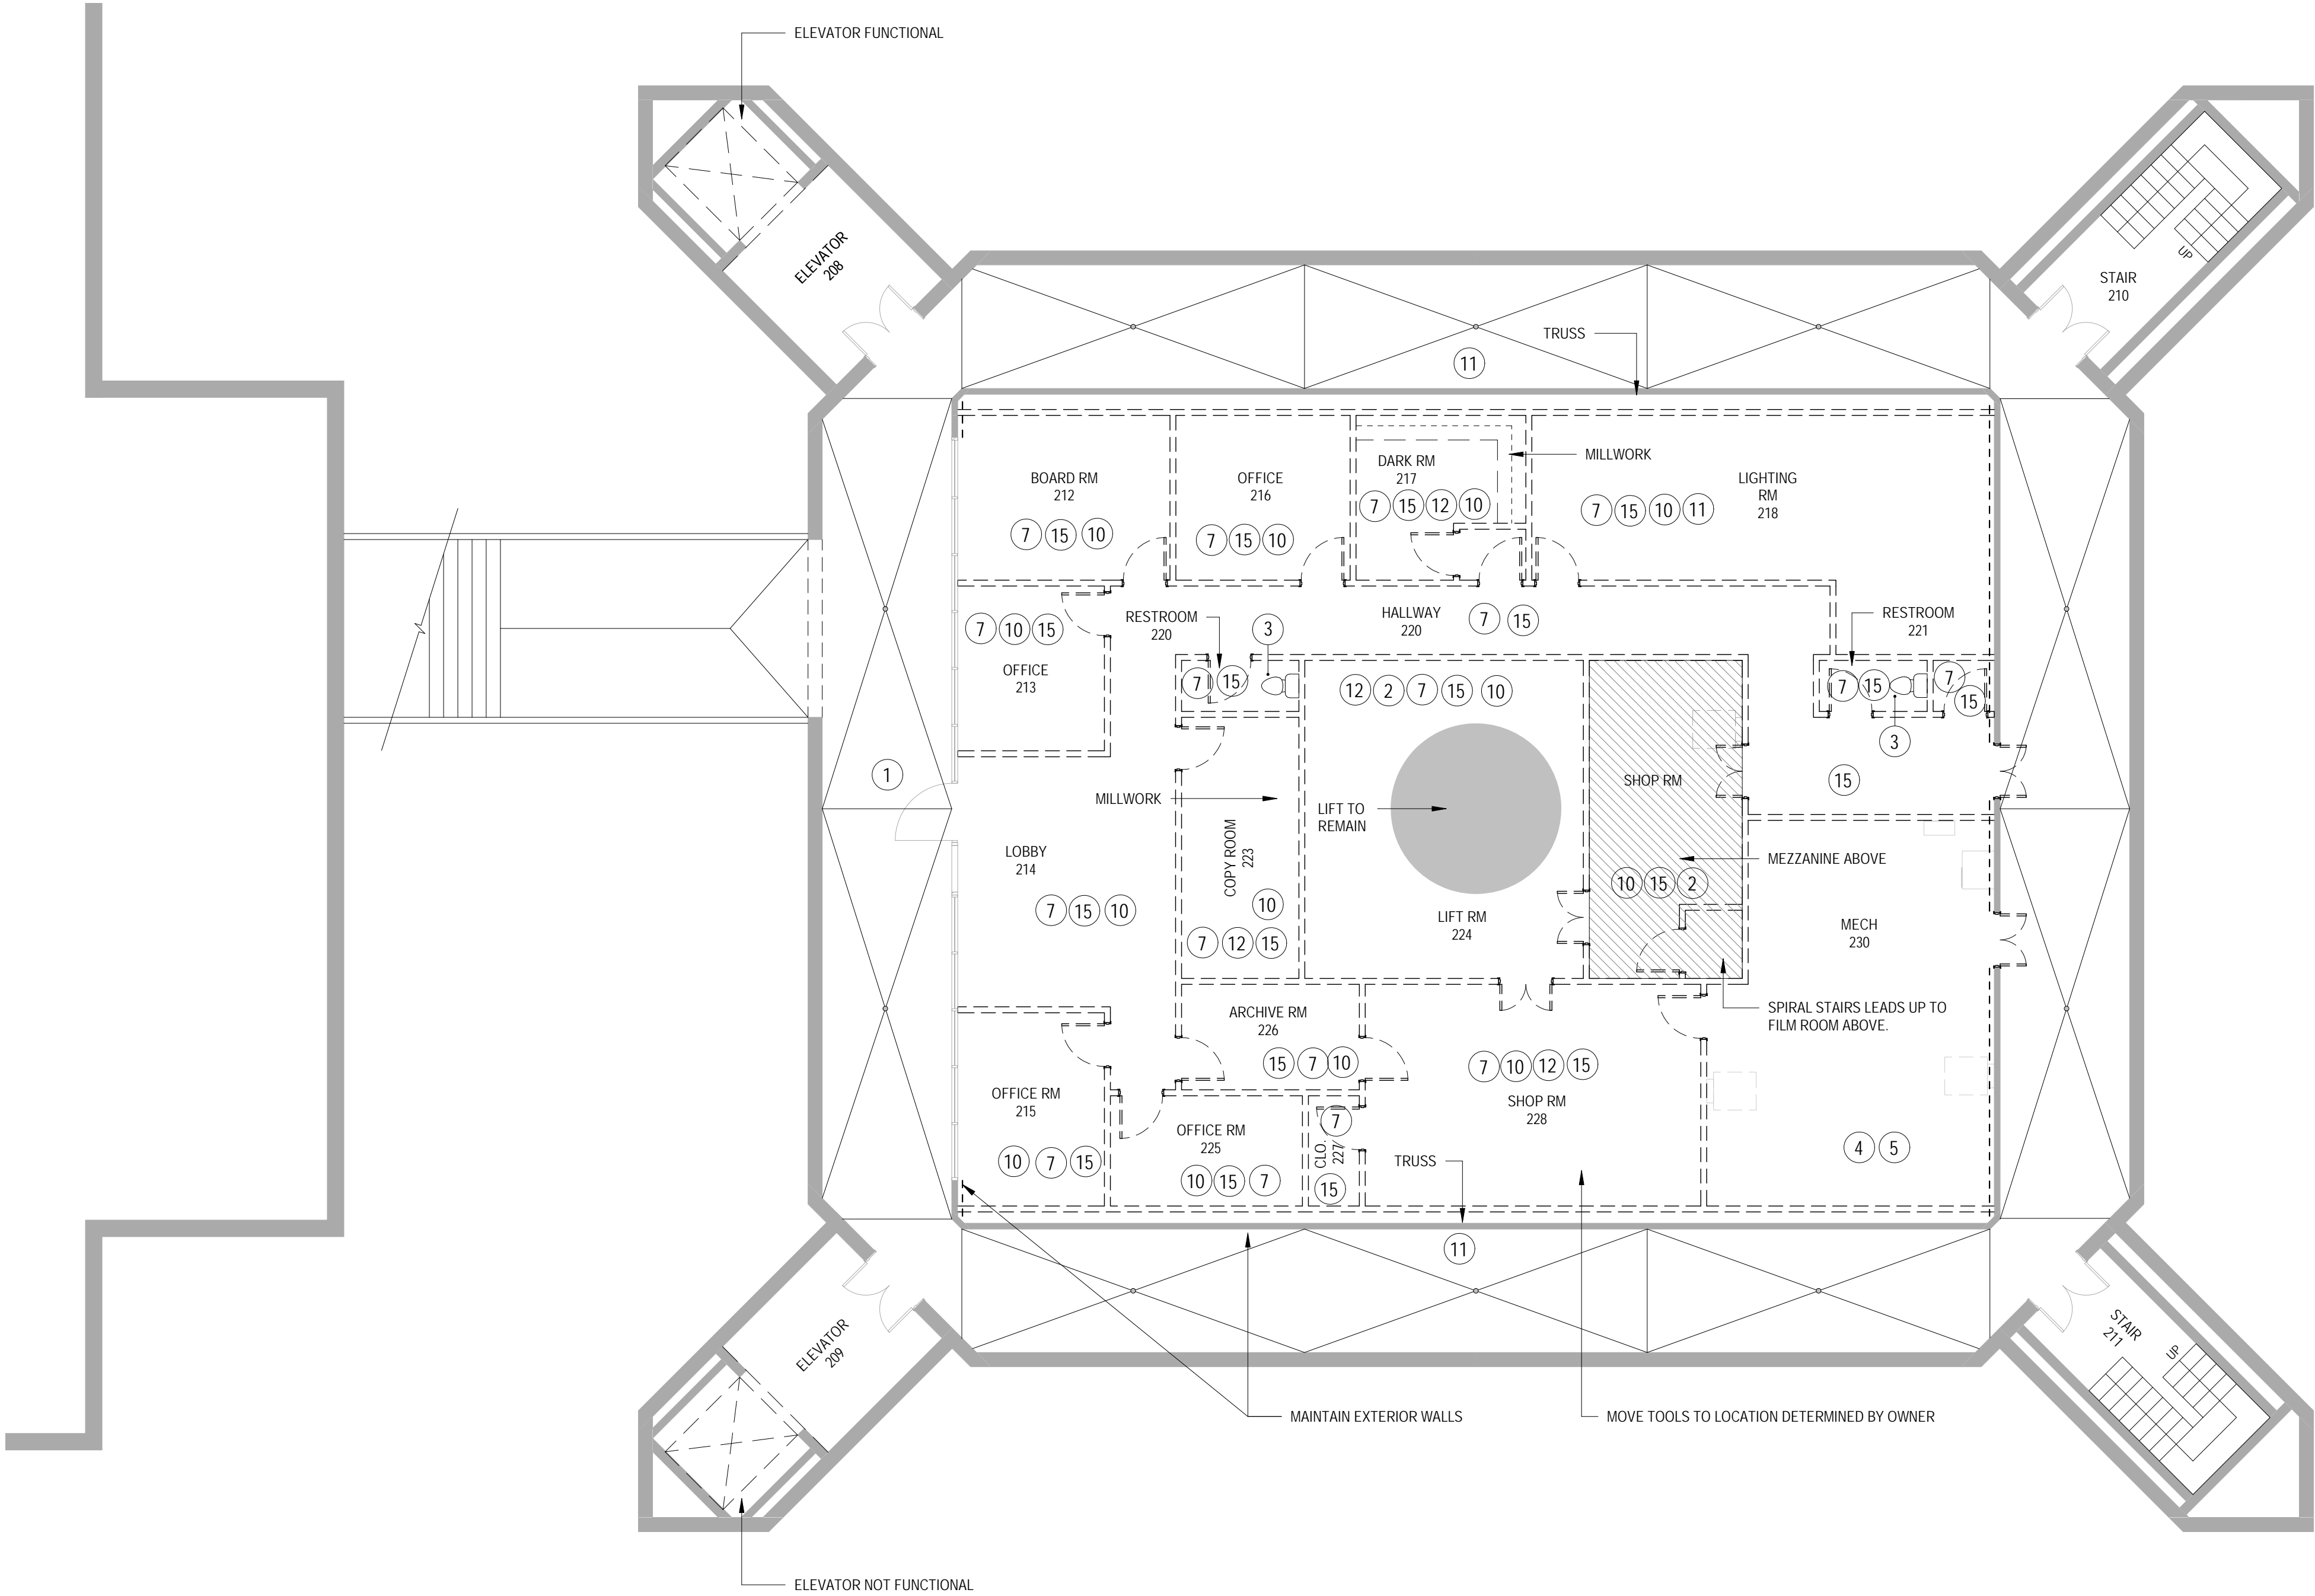 ELEVATOR FUNCTIONAL
ELEVATOR
208
UP
STAIR
210
TRUSS
11
BOARD RM
212
7 15 10
OFFICE
216
7 15 10
DARK RM
217
7 15 12 10
MILLWORK
LIGHTING
RM
218
7 15 10 11
7 10 15
OFFICE
213
RESTROOM
220
3
7 15
HALLWAY
220
7 15
RESTROOM
221
7 15
7
15
3
12 2 7 15 10
1
SHOP RM
15
MILLWORK
LIFT TO
REMAIN
LOBBY
214
7 15 10
COPY ROOM
223
10
7 12 15
MEZZANINE ABOVE
10 15 2
LIFT RM
224
MECH
230
SPIRAL STAIRS LEADS UP TO
FILM ROOM ABOVE.
ARCHIVE RM
226
15 7 10
7 10 12 15
SHOP RM
228
OFFICE RM
215
10 7 15
OFFICE RM
225
10 15 7
7
CLO.
227
15
TRUSS
4 5
11
ELEVATOR
209
STAIR
211
UP
MAINTAIN EXTERIOR WALLS
MOVE TOOLS TO LOCATION DETERMINED BY OWNER
ELEVATOR NOT FUNCTIONAL